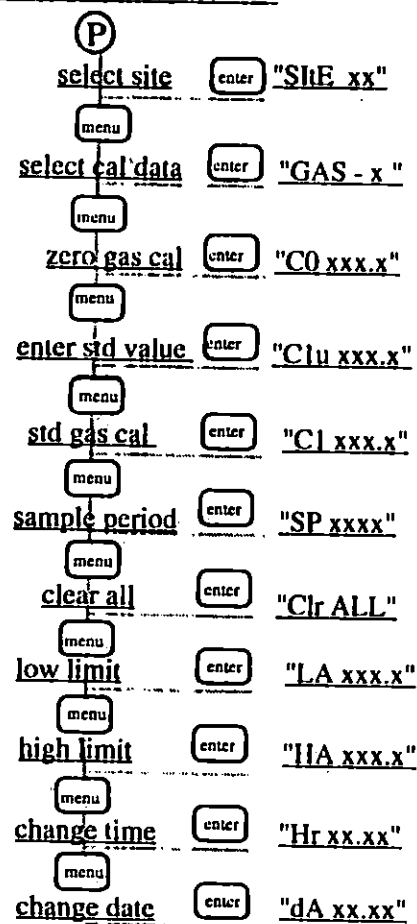 P
select site enter "SItE xx"
menu
select cal data enter "GAS - x "
menu
zero gas cal enter "C0 xxx.x"
menu
enter std value enter "C1u xxx.x"
menu
std gas cal enter "C1 xxx.x"
menu
sample period enter "SP xxxx"
menu
clear all enter "Clr ALL"
menu
low limit enter "LA xxx.x"
menu
high limit enter "HA xxx.x"
menu
change time enter "Hr xx.xx"
menu
change date enter "dA xx.xx"